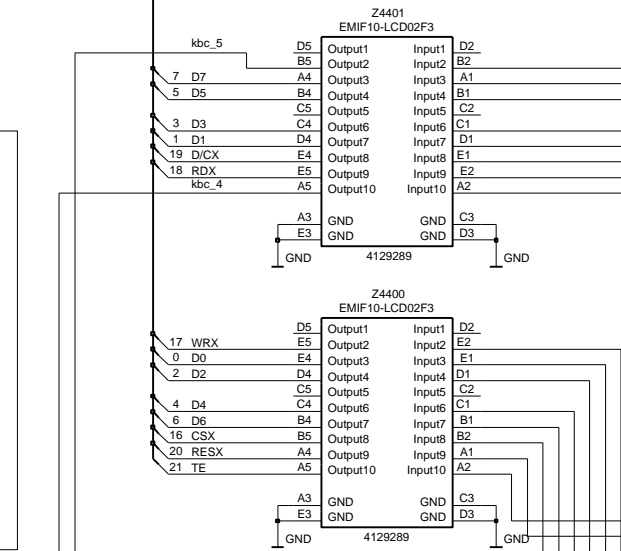 Z4401
EMIF10-LCD02F3
kbc_5 D5 Output1 Input1 D2
B5 Output2 Input2 B2
7 D7 A4 Output3 Input3 A1
5 D5 B4 Output4 Input4 B1
C5 Output5 Input5 C2
3 D3 C4 Output6 Input6 C1
1 D1 D4 Output7 Input7 D1
19 D/CX E4 Output8 Input8 E1
18 RDX E5 Output9 Input9 E2
kbc_4 A5 Output10 Input10 A2
A3 GND GND C3
E3 GND GND D3
GND 4129289 GND
Z4400
EMIF10-LCD02F3
D5 Output1 Input1 D2
17 WRX E5 Output2 Input2 E2
0 D0 E4 Output3 Input3 E1
2 D2 D4 Output4 Input4 D1
C5 Output5 Input5 C2
4 D4 C4 Output6 Input6 C1
6 D6 B4 Output7 Input7 B1
16 CSX B5 Output8 Input8 B2
20 RESX A4 Output9 Input9 A1
21 TE A5 Output10 Input10 A2
A3 GND GND C3
E3 GND GND D3
GND 4129289 GND